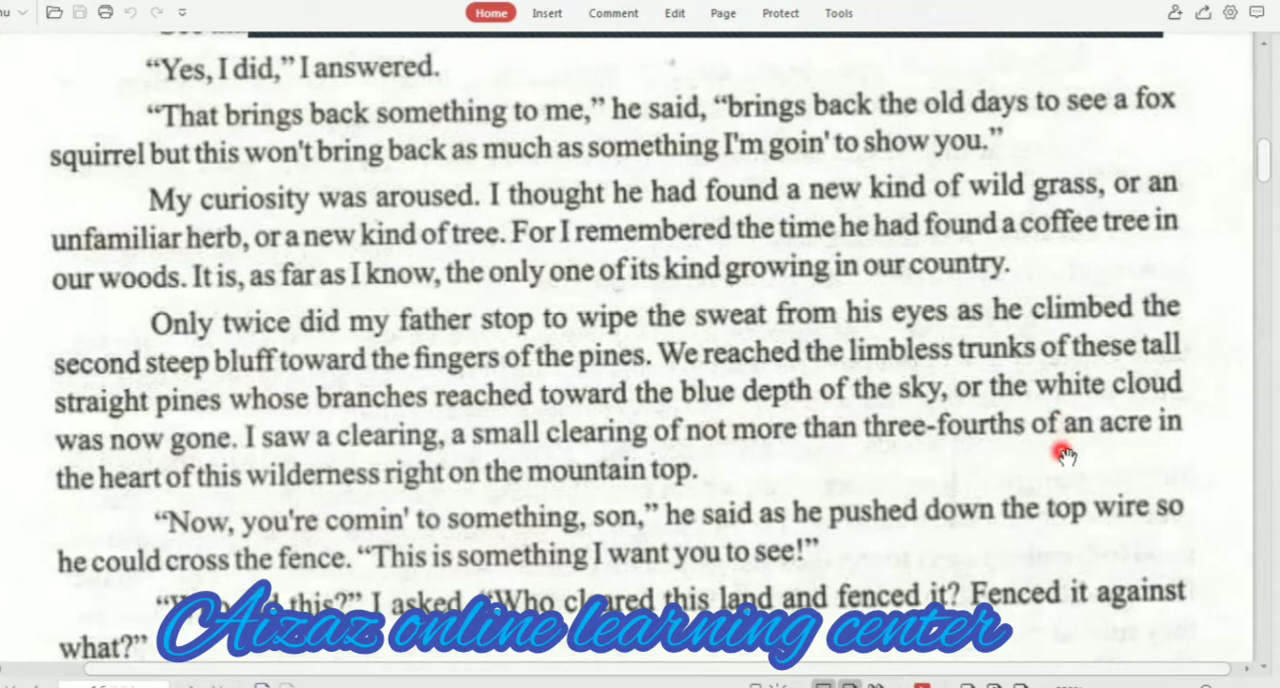 Home Insert Comment Edit Page Protect Tools
“Yes, I did,” I answered.
“That brings back something to me,” he said, “brings back the old days to see a fox
squirrel but this won't bring back as much as something I'm goin' to show you.”
My curiosity was aroused. I thought he had found a new kind of wild grass, or an
unfamiliar herb, or a new kind of tree. For I remembered the time he had found a coffee tree in
our woods. It is, as far as I know, the only one of its kind growing in our country.
Only twice did my father stop to wipe the sweat from his eyes as he climbed the
second steep bluff toward the fingers of the pines. We reached the limbless trunks of these tall
straight pines whose branches reached toward the blue depth of the sky, or the white cloud
was now gone. I saw a clearing, a small clearing of not more than three-fourths of an acre in
the heart of this wilderness right on the mountain top.
“Now, you're comin' to something, son,” he said as he pushed down the top wire so
he could cross the fence. “This is something I want you to see!”
this?” I asked. “Who cleared this land and fenced it? Fenced it against
what?”
Aizaz online learning center